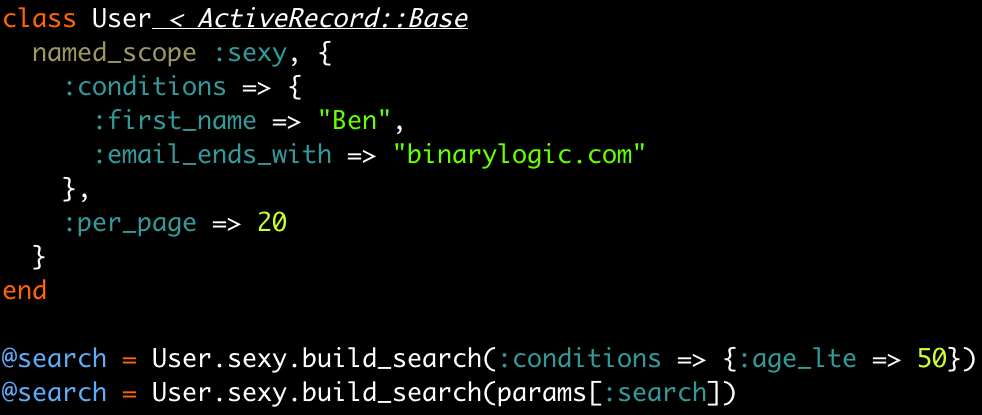 class User < ActiveRecord::Base
  named_scope :sexy, {
    :conditions => {
      :first_name => "Ben",
      :email_ends_with => "binarylogic.com"
    },
    :per_page => 20
  }
end

@search = User.sexy.build_search(:conditions => {:age_lte => 50})
@search = User.sexy.build_search(params[:search])